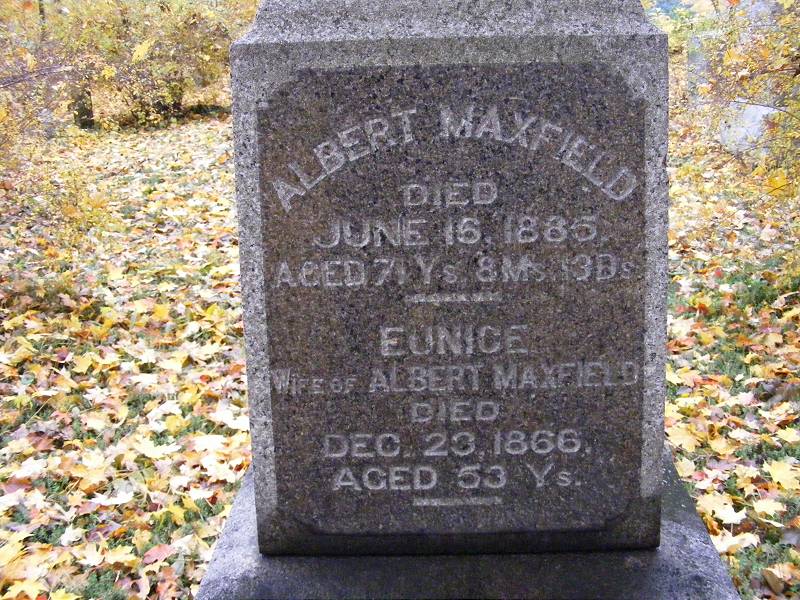 ALBERT MAXFIELD
DIED
JUNE 16, 1885.
AGED 71 Ys. 8 Ms. 13 Ds.
EUNICE
WIFE OF ALBERT MAXFIELD
DIED
DEC. 23, 1866.
AGED 53 Ys.